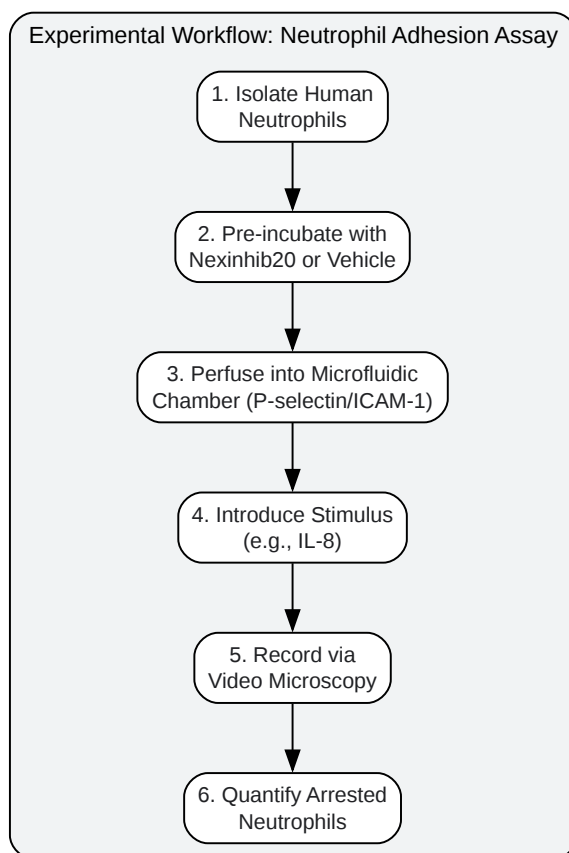 Experimental Workflow: Neutrophil Adhesion Assay
1. Isolate Human
Neutrophils
2. Pre-incubate with
Nexinhib20 or Vehicle
3. Perfuse into Microfluidic
Chamber (P-selectin/ICAM-1)
4. Introduce Stimulus
(e.g., IL-8)
5. Record via
Video Microscopy
6. Quantify Arrested
Neutrophils